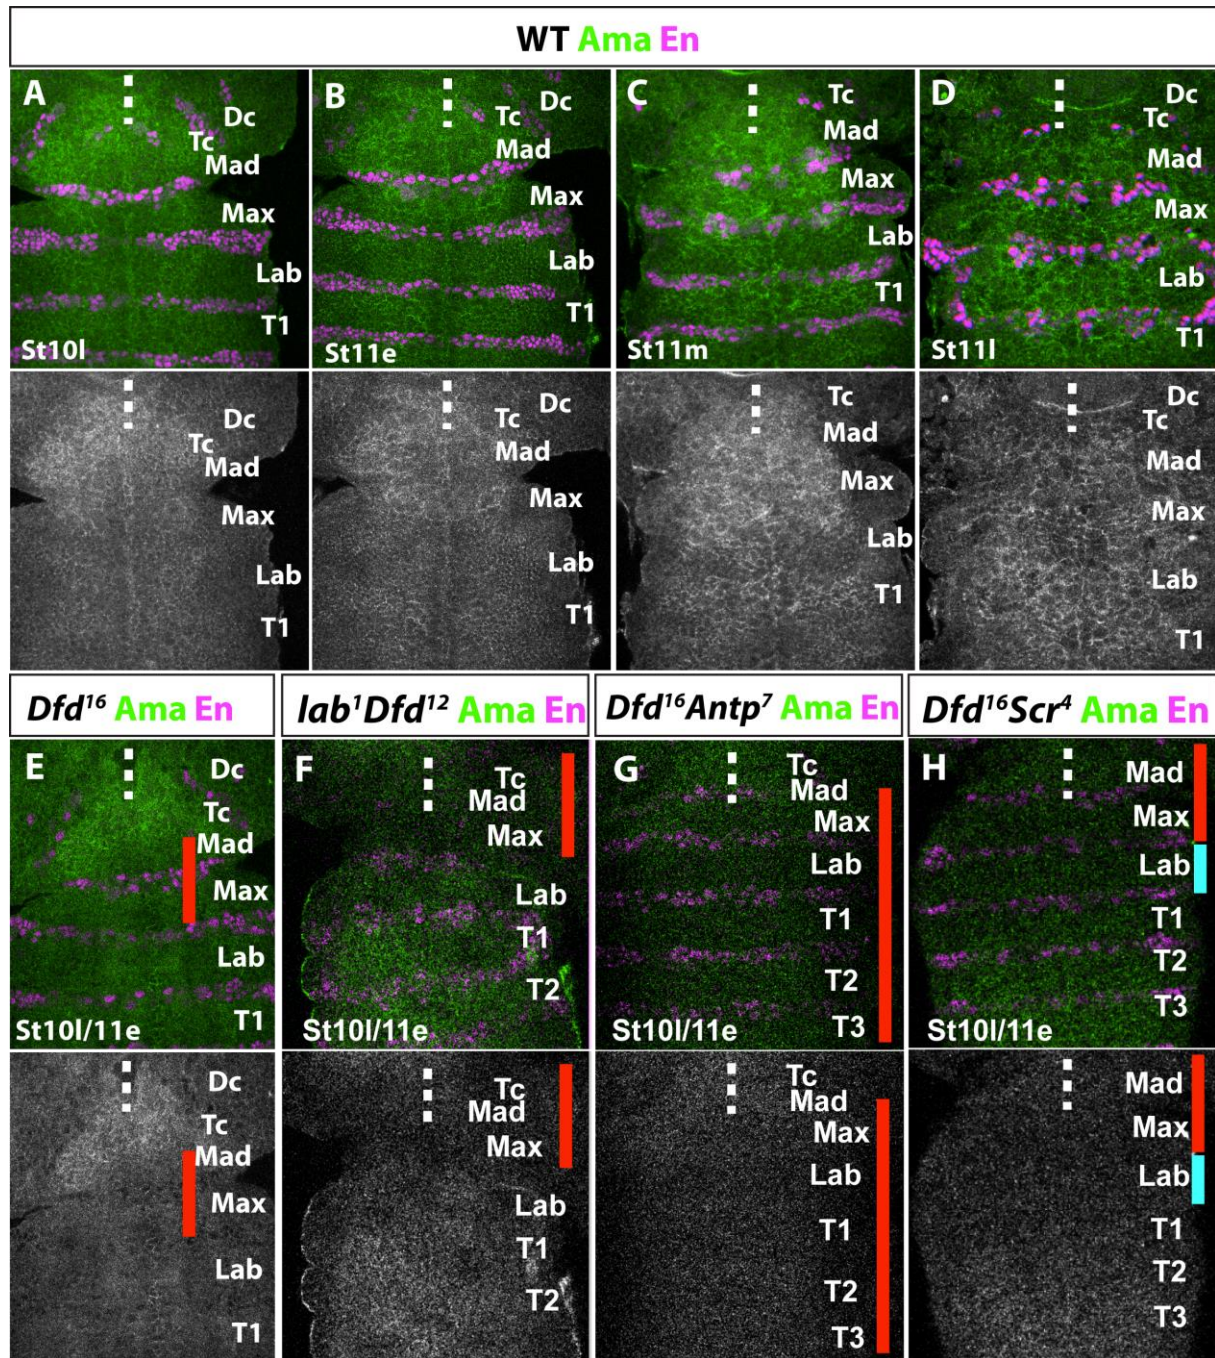 WT Ama En
A
Dc
Tc
Mad
Max
Lab
T1
St10l
B
Dc
Tc
Mad
Max
Lab
T1
St11e
C
Tc
Mad
Max
Lab
T1
St11m
D
Dc
Tc
Mad
Max
Lab
T1
St11l
Dc
Tc
Mad
Max
Lab
T1
Dc
Tc
Mad
Max
Lab
T1
Tc
Mad
Max
Lab
T1
Dc
Tc
Mad
Max
Lab
T1
Dfd16 Ama En
lab1Dfd12 Ama En
Dfd16Antp7 Ama En
Dfd16Scr4 Ama En
E
Dc
Tc
Mad
Max
Lab
T1
St10l/11e
F
Tc
Mad
Max
Lab
T1
T2
St10l/11e
G
Tc
Mad
Max
Lab
T1
T2
T3
St10l/11e
H
Mad
Max
Lab
T1
T2
T3
St10l/11e
Dc
Tc
Mad
Max
Lab
T1
Tc
Mad
Max
Lab
T1
T2
Tc
Mad
Max
Lab
T1
T2
T3
Mad
Max
Lab
T1
T2
T3